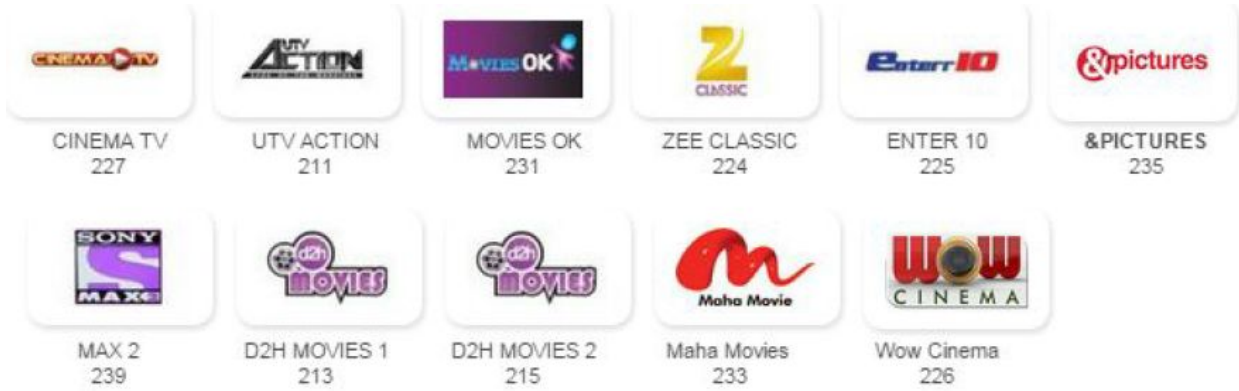 CINEMA TV
UTV
ACTION
MOVIES OK
Z
CLASSIC
Enterr 10
&pictures
CINEMA TV
227
UTV ACTION
211
MOVIES OK
231
ZEE CLASSIC
224
ENTER 10
225
&PICTURES
235
SONY
S
MAX2
d2h
MOVIES
d2h
MOVIES
m
Maha Movie
WOW
CINEMA
MAX 2
239
D2H MOVIES 1
213
D2H MOVIES 2
215
Maha Movies
233
Wow Cinema
226